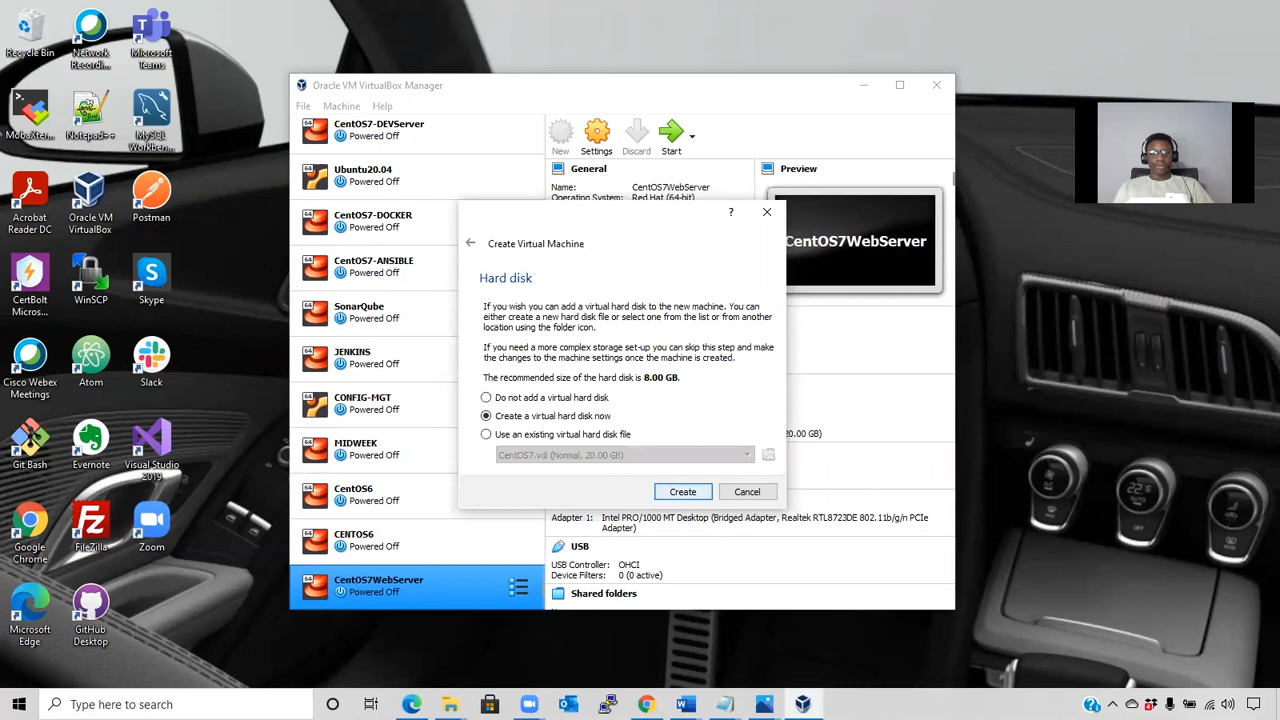 Recycle Bin
Network
Recordi...
Microsoft
Teams
MobaXter...
Notepad++
MySQL
Workben...
Acrobat
Reader DC
Oracle VM
VirtualBox
Postman
CertBolt
Micros...
WinSCP
Skype
Cisco Webex
Meetings
Atom
Slack
Git Bash
Evernote
Visual Studio
2019
Google
Chrome
FileZilla
Zoom
Microsoft
Edge
GitHub
Desktop
Oracle VM VirtualBox Manager
File Machine Help
CentOS7-DEVServer
Powered Off
Ubuntu20.04
Powered Off
CentOS7-DOCKER
Powered Off
CentOS7-ANSIBLE
Powered Off
SonarQube
Powered Off
JENKINS
Powered Off
CONFIG-MGT
Powered Off
MIDWEEK
Powered Off
CentOS6
Powered Off
CENTOS6
Powered Off
CentOS7WebServer
Powered Off
New Settings Discard Start
General
Name: CentOS7WebServer
Operating System: Red Hat (64-bit)
Preview
CentOS7WebServer
Create Virtual Machine
Hard disk
If you wish you can add a virtual hard disk to the new machine. You can
either create a new hard disk file or select one from the list or from another
location using the folder icon.
If you need a more complex storage set-up you can skip this step and make
the changes to the machine settings once the machine is created.
The recommended size of the hard disk is 8.00 GB.
Do not add a virtual hard disk
Create a virtual hard disk now
Use an existing virtual hard disk file
CentOS7.vdi (Normal, 20.00 GB)
Create Cancel
20.00 GB)
Adapter 1: Intel PRO/1000 MT Desktop (Bridged Adapter, Realtek RTL8723DE 802.11b/g/n PCIe
Adapter)
USB
USB Controller: OHCI
Device Filters: 0 (0 active)
Shared folders
Type here to search